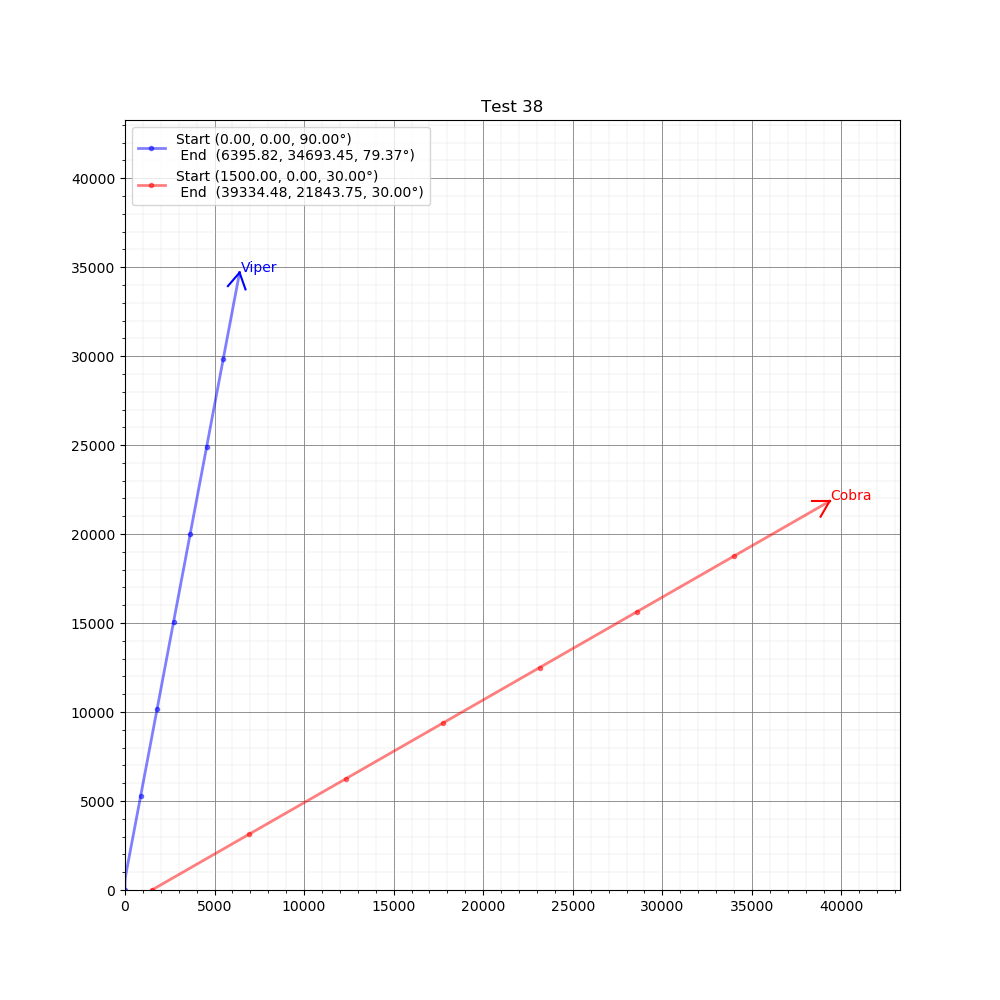 Test 38
Start (0.00, 0.00, 90.00°)
End (6395.82, 34693.45, 79.37°)
Start (1500.00, 0.00, 30.00°)
End (39334.48, 21843.75, 30.00°)
40000
35000
30000
25000
20000
15000
10000
5000
0
Viper
Cobra
0 5000 10000 15000 20000 25000 30000 35000 40000